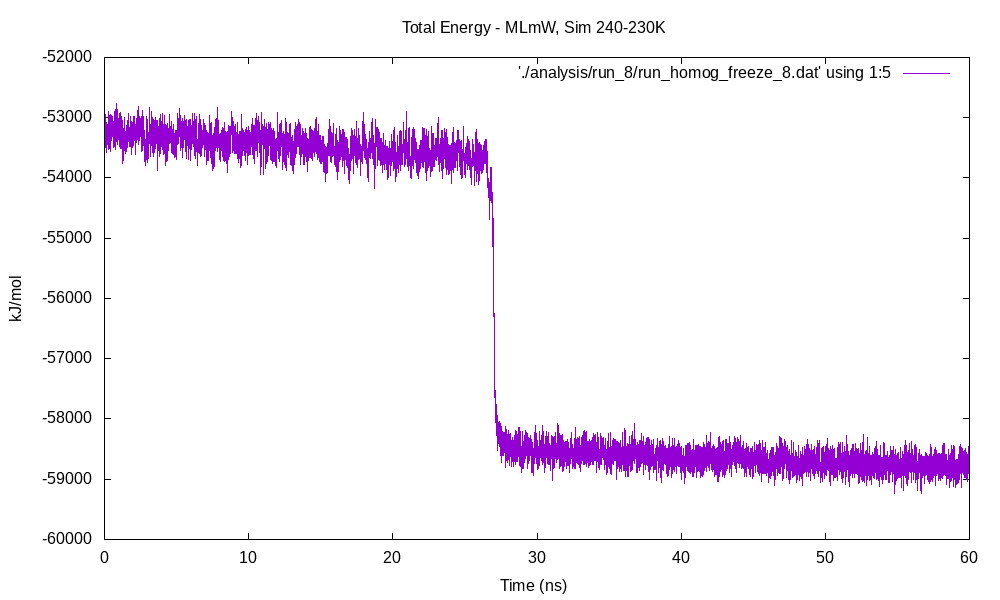 Total Energy - MLmW, Sim 240-230K
'./analysis/run_8/run_homog_freeze_8.dat' using 1:5
kJ/mol
-52000
-53000
-54000
-55000
-56000
-57000
-58000
-59000
-60000
0 10 20 30 40 50 60
Time (ns)